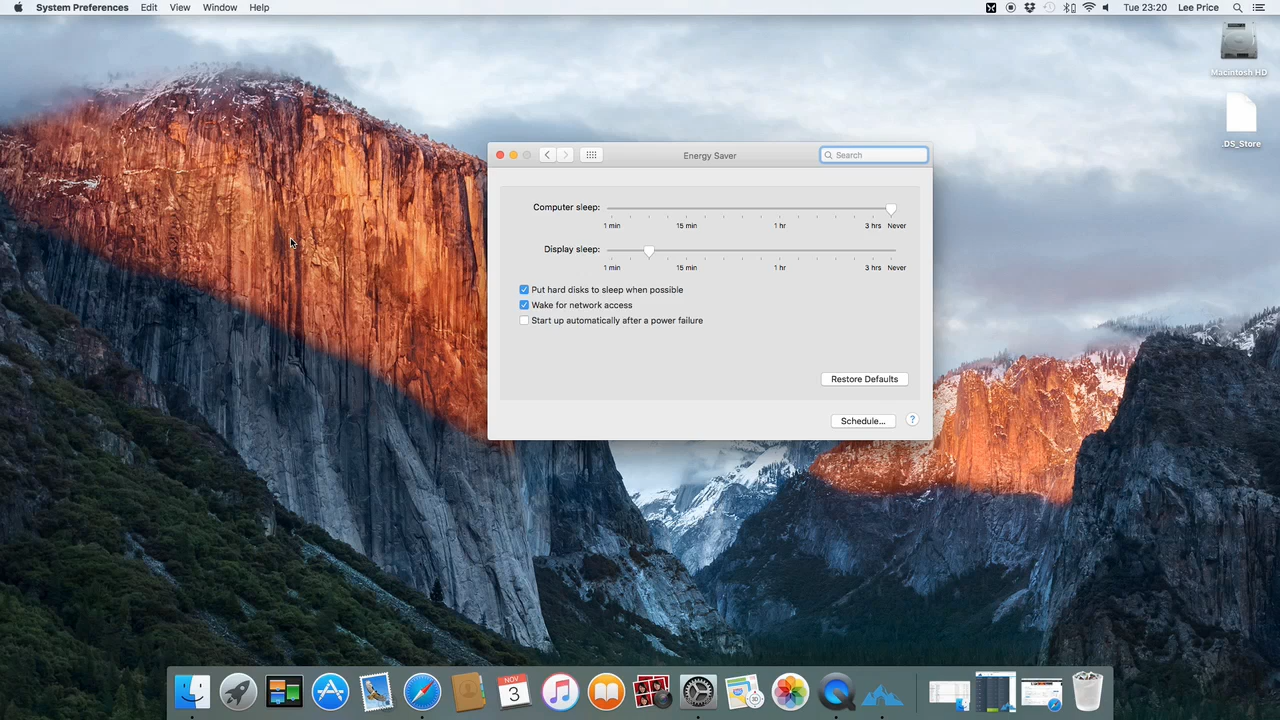 System Preferences Edit View Window Help Tue 23:20 Lee Price
Macintosh HD
.DS_Store
Energy Saver
Search
Computer sleep:
1 min 15 min 1 hr 3 hrs Never
Display sleep:
1 min 15 min 1 hr 3 hrs Never
Put hard disks to sleep when possible
Wake for network access
Start up automatically after a power failure
Restore Defaults
Schedule... ?
NOV
3